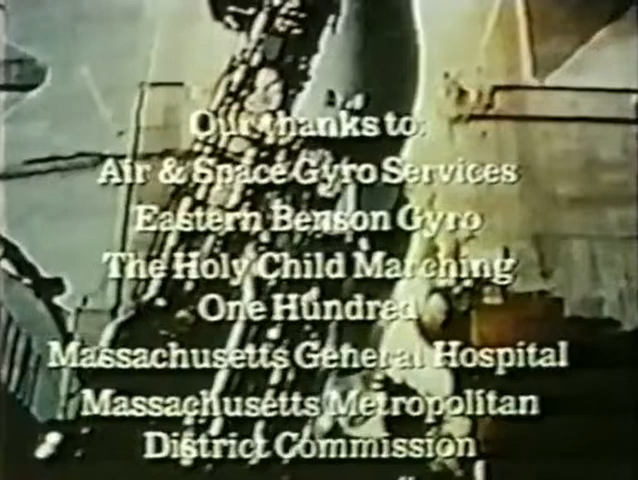 Our thanks to:
Air & Space Gyro Services
Eastern Benson Gyro
The Holy Child Marching
One Hundred
Massachusetts General Hospital
Massachusetts Metropolitan
District Commission